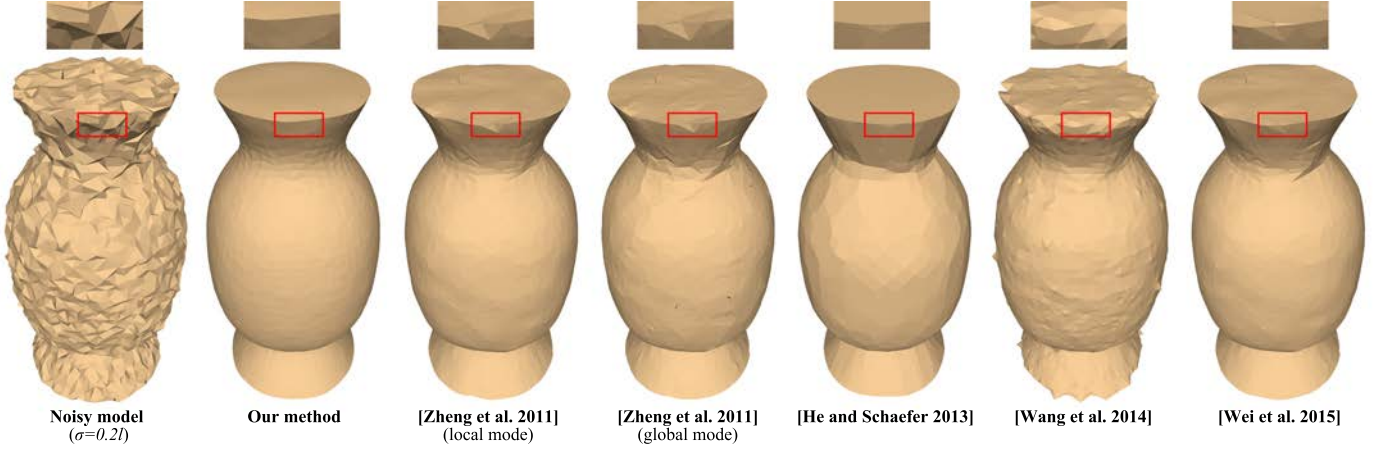 Noisy model
(σ=0.2l)
Our method
[Zheng et al. 2011]
(local mode)
[Zheng et al. 2011]
(global mode)
[He and Schaefer 2013]
[Wang et al. 2014]
[Wei et al. 2015]